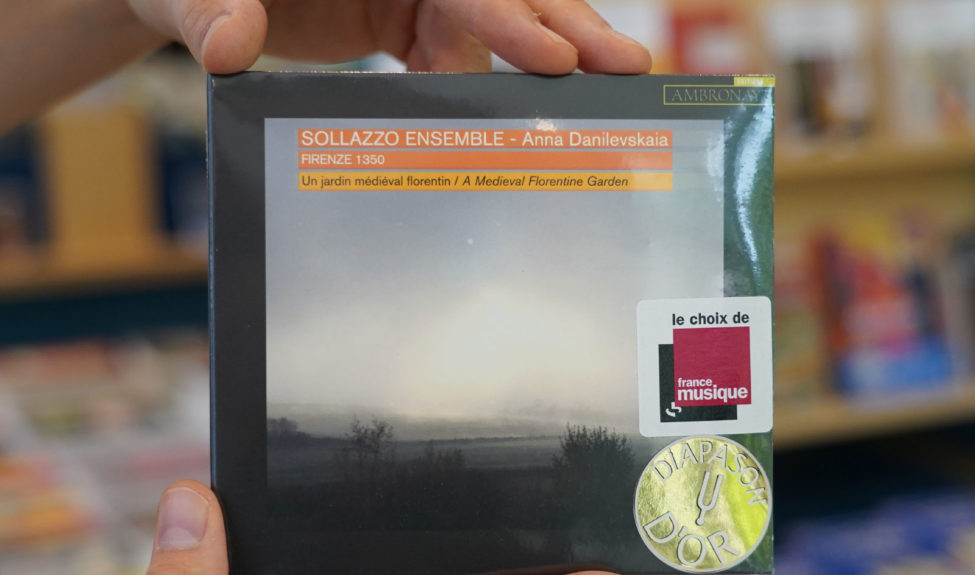 AMBRONAY
SOLLAZZO ENSEMBLE - Anna Danilevskaia
FIRENZE 1350
Un jardin médiéval florentin / A Medieval Florentine Garden
le choix de
france
musique
DIAPASON
D'OR